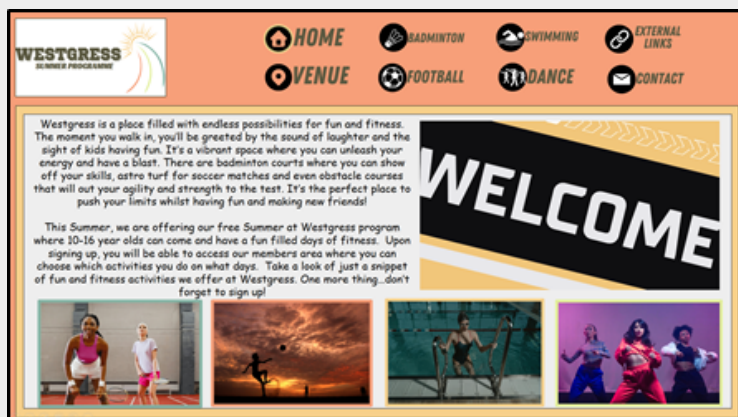 WESTGRESS
SUMMER PROGRAMME
HOME
BADMINTON
SWIMMING
EXTERNAL
LINKS
VENUE
FOOTBALL
DANCE
CONTACT
Westgress is a place filled with endless possibilities for fun and fitness.
The moment you walk in, you'll be greeted by the sound of laughter and the
sight of kids having fun. It's a vibrant space where you can unleash your
energy and have a blast. There are badminton courts where you can show
off your skills, astro turf for soccer matches and even obstacle courses
that will out your agility and strength to the test. It's the perfect place to
push your limits whilst having fun and making new friends!
This Summer, we are offering our free Summer at Westgress program
where 10-16 year olds can come and have a fun filled days of fitness. Upon
signing up, you will be able to access our members area where you can
choose which activities you do on what days. Take a look of just a snippet
of fun and fitness activities we offer at Westgress. One more thing...don't
forget to sign up!
WELCOME